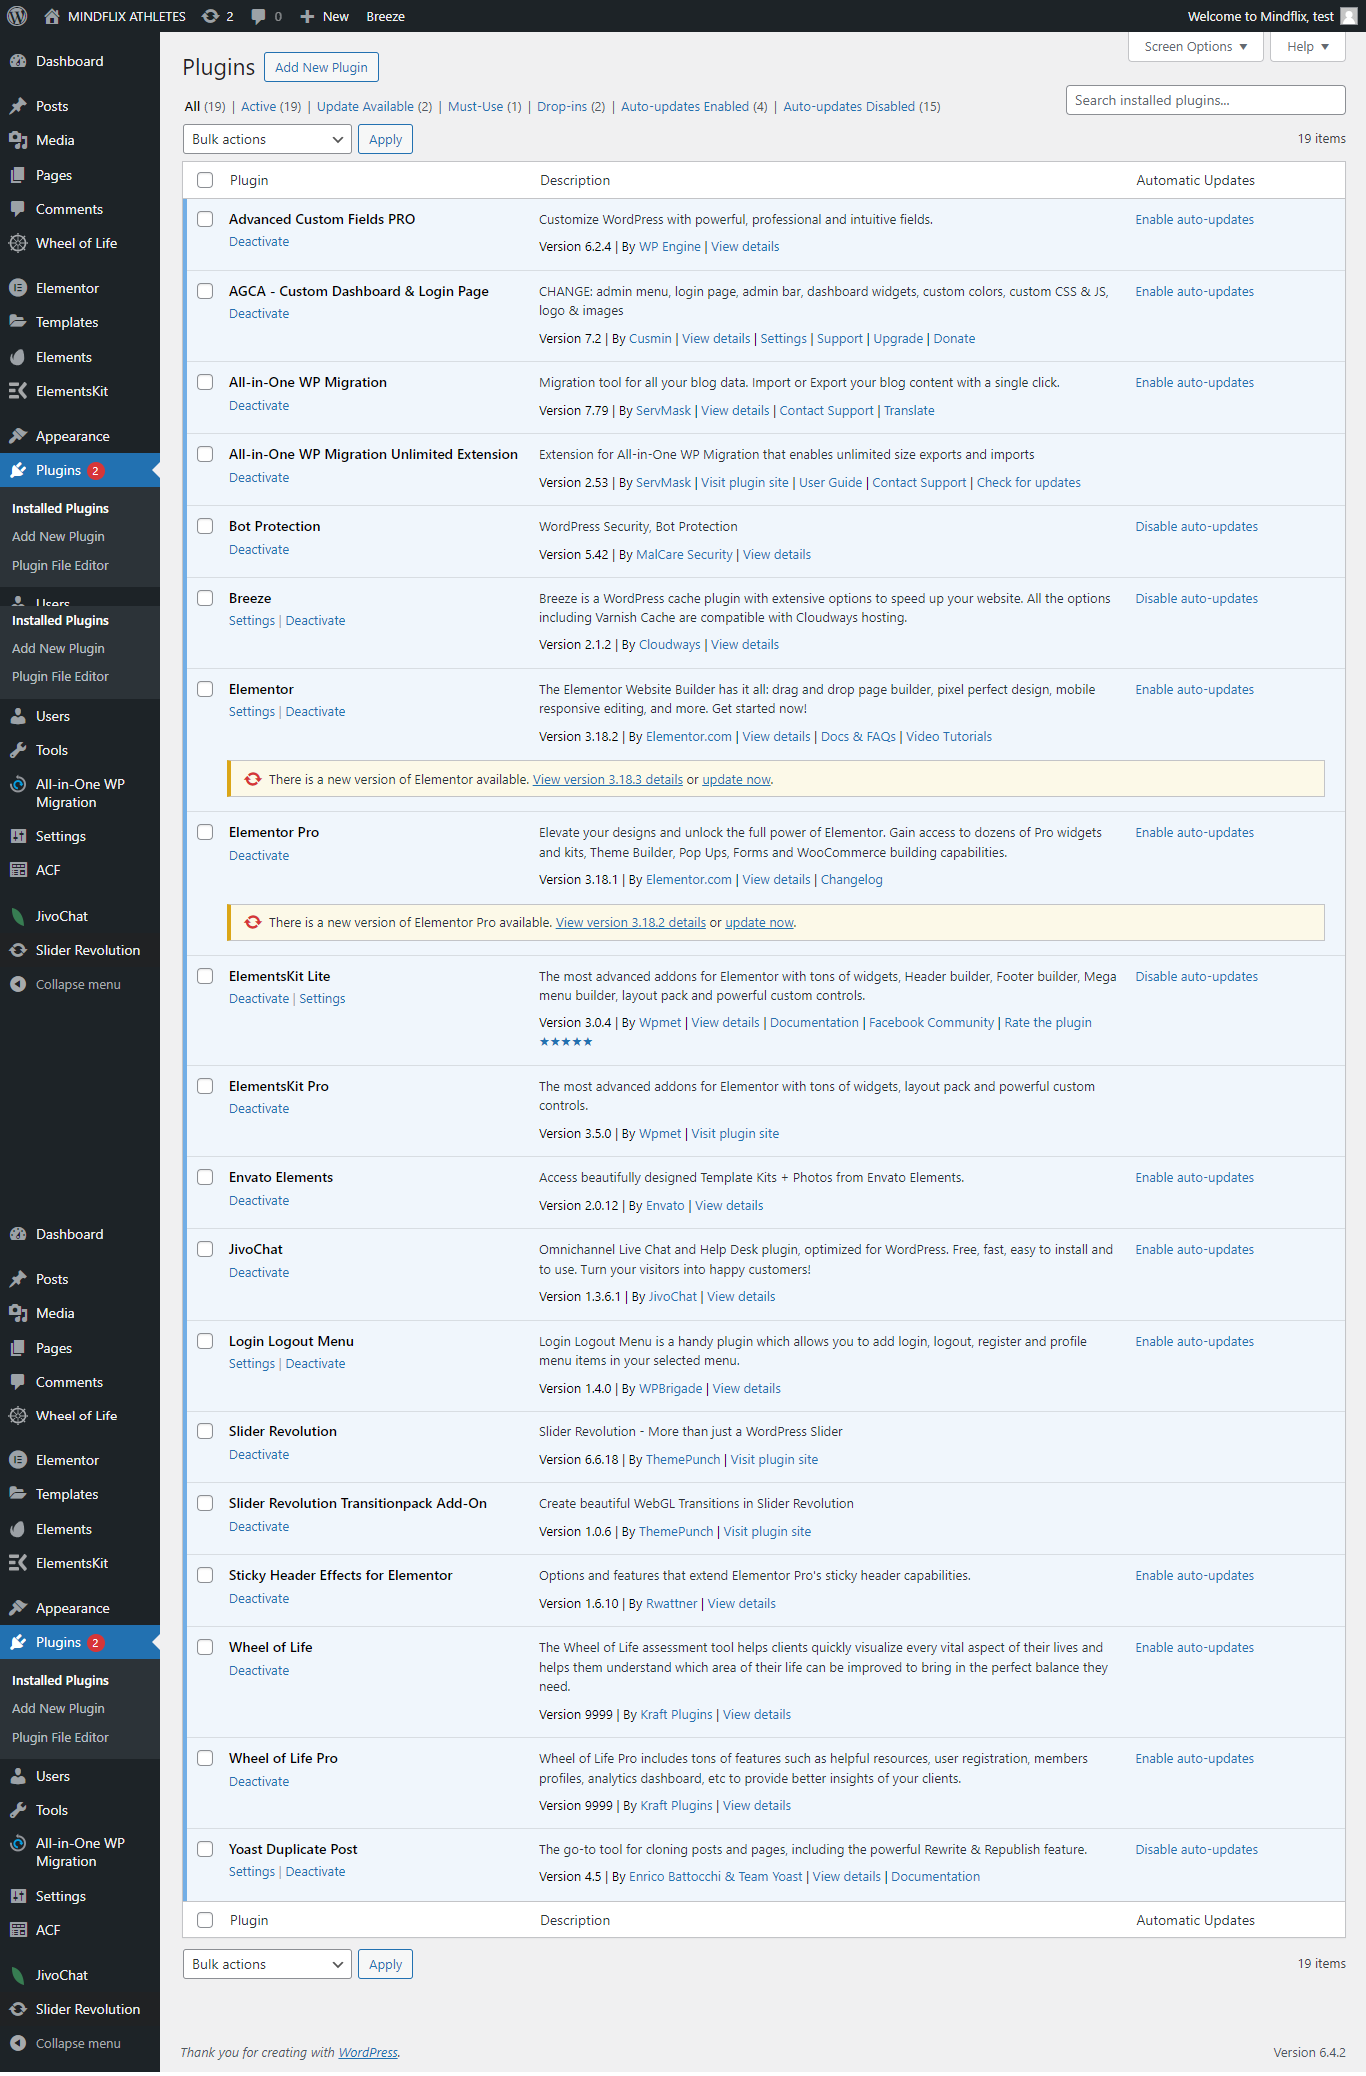 MINDFLIX ATHLETES 2 0 New Breeze Welcome to Mindflix, test
Dashboard
Posts
Media
Pages
Comments
Wheel of Life
Elementor
Templates
Elements
ElementsKit
Appearance
Plugins 2
Installed Plugins
Add New Plugin
Plugin File Editor
Users
Installed Plugins
Add New Plugin
Plugin File Editor
Users
Tools
All-in-One WP
Migration
Settings
ACF
JivoChat
Slider Revolution
Collapse menu
Dashboard
Posts
Media
Pages
Comments
Wheel of Life
Elementor
Templates
Elements
ElementsKit
Appearance
Plugins 2
Installed Plugins
Add New Plugin
Plugin File Editor
Users
Tools
All-in-One WP
Migration
Settings
ACF
JivoChat
Slider Revolution
Collapse menu
Screen Options Help
Plugins Add New Plugin
All (19) | Active (19) | Update Available (2) | Must-Use (1) | Drop-ins (2) | Auto-updates Enabled (4) | Auto-updates Disabled (15)
Search installed plugins...
Bulk actions Apply 19 items
Plugin Description Automatic Updates
Advanced Custom Fields PRO Customize WordPress with powerful, professional and intuitive fields. Enable auto-updates
Deactivate
Version 6.2.4 | By WP Engine | View details
AGCA - Custom Dashboard & Login Page CHANGE: admin menu, login page, admin bar, dashboard widgets, custom colors, custom CSS & JS, Enable auto-updates
Deactivate logo & images
Version 7.2 | By Cusmin | View details | Settings | Support | Upgrade | Donate
All-in-One WP Migration Migration tool for all your blog data. Import or Export your blog content with a single click. Enable auto-updates
Deactivate
Version 7.79 | By ServMask | View details | Contact Support | Translate
All-in-One WP Migration Unlimited Extension Extension for All-in-One WP Migration that enables unlimited size exports and imports
Deactivate
Version 2.53 | By ServMask | Visit plugin site | User Guide | Contact Support | Check for updates
Bot Protection WordPress Security, Bot Protection Disable auto-updates
Deactivate
Version 5.42 | By MalCare Security | View details
Breeze Breeze is a WordPress cache plugin with extensive options to speed up your website. All the options Disable auto-updates
Settings | Deactivate including Varnish Cache are compatible with Cloudways hosting.
Version 2.1.2 | By Cloudways | View details
Elementor The Elementor Website Builder has it all: drag and drop page builder, pixel perfect design, mobile Enable auto-updates
Settings | Deactivate responsive editing, and more. Get started now!
Version 3.18.2 | By Elementor.com | View details | Docs & FAQs | Video Tutorials
There is a new version of Elementor available. View version 3.18.3 details or update now.
Elementor Pro Elevate your designs and unlock the full power of Elementor. Gain access to dozens of Pro widgets Enable auto-updates
Deactivate and kits, Theme Builder, Pop Ups, Forms and WooCommerce building capabilities.
Version 3.18.1 | By Elementor.com | View details | Changelog
There is a new version of Elementor Pro available. View version 3.18.2 details or update now.
ElementsKit Lite The most advanced addons for Elementor with tons of widgets, Header builder, Footer builder, Mega Disable auto-updates
Deactivate | Settings menu builder, layout pack and powerful custom controls.
Version 3.0.4 | By Wpmet | View details | Documentation | Facebook Community | Rate the plugin
★★★★★
ElementsKit Pro The most advanced addons for Elementor with tons of widgets, layout pack and powerful custom
Deactivate controls.
Version 3.5.0 | By Wpmet | Visit plugin site
Envato Elements Access beautifully designed Template Kits + Photos from Envato Elements. Enable auto-updates
Deactivate
Version 2.0.12 | By Envato | View details
JivoChat Omnichannel Live Chat and Help Desk plugin, optimized for WordPress. Free, fast, easy to install and Enable auto-updates
Deactivate to use. Turn your visitors into happy customers!
Version 1.3.6.1 | By JivoChat | View details
Login Logout Menu Login Logout Menu is a handy plugin which allows you to add login, logout, register and profile Enable auto-updates
Settings | Deactivate menu items in your selected menu.
Version 1.4.0 | By WPBrigade | View details
Slider Revolution Slider Revolution - More than just a WordPress Slider
Deactivate
Version 6.6.18 | By ThemePunch | Visit plugin site
Slider Revolution Transitionpack Add-On Create beautiful WebGL Transitions in Slider Revolution
Deactivate
Version 1.0.6 | By ThemePunch | Visit plugin site
Sticky Header Effects for Elementor Options and features that extend Elementor Pro's sticky header capabilities. Enable auto-updates
Deactivate
Version 1.6.10 | By Rwattner | View details
Wheel of Life The Wheel of Life assessment tool helps clients quickly visualize every vital aspect of their lives and Enable auto-updates
Deactivate helps them understand which area of their life can be improved to bring in the perfect balance they
need.
Version 9999 | By Kraft Plugins | View details
Wheel of Life Pro Wheel of Life Pro includes tons of features such as helpful resources, user registration, members Enable auto-updates
Deactivate profiles, analytics dashboard, etc to provide better insights of your clients.
Version 9999 | By Kraft Plugins | View details
Yoast Duplicate Post The go-to tool for cloning posts and pages, including the powerful Rewrite & Republish feature. Disable auto-updates
Settings | Deactivate
Version 4.5 | By Enrico Battocchi & Team Yoast | View details | Documentation
Plugin Description Automatic Updates
Bulk actions Apply 19 items
Thank you for creating with WordPress. Version 6.4.2